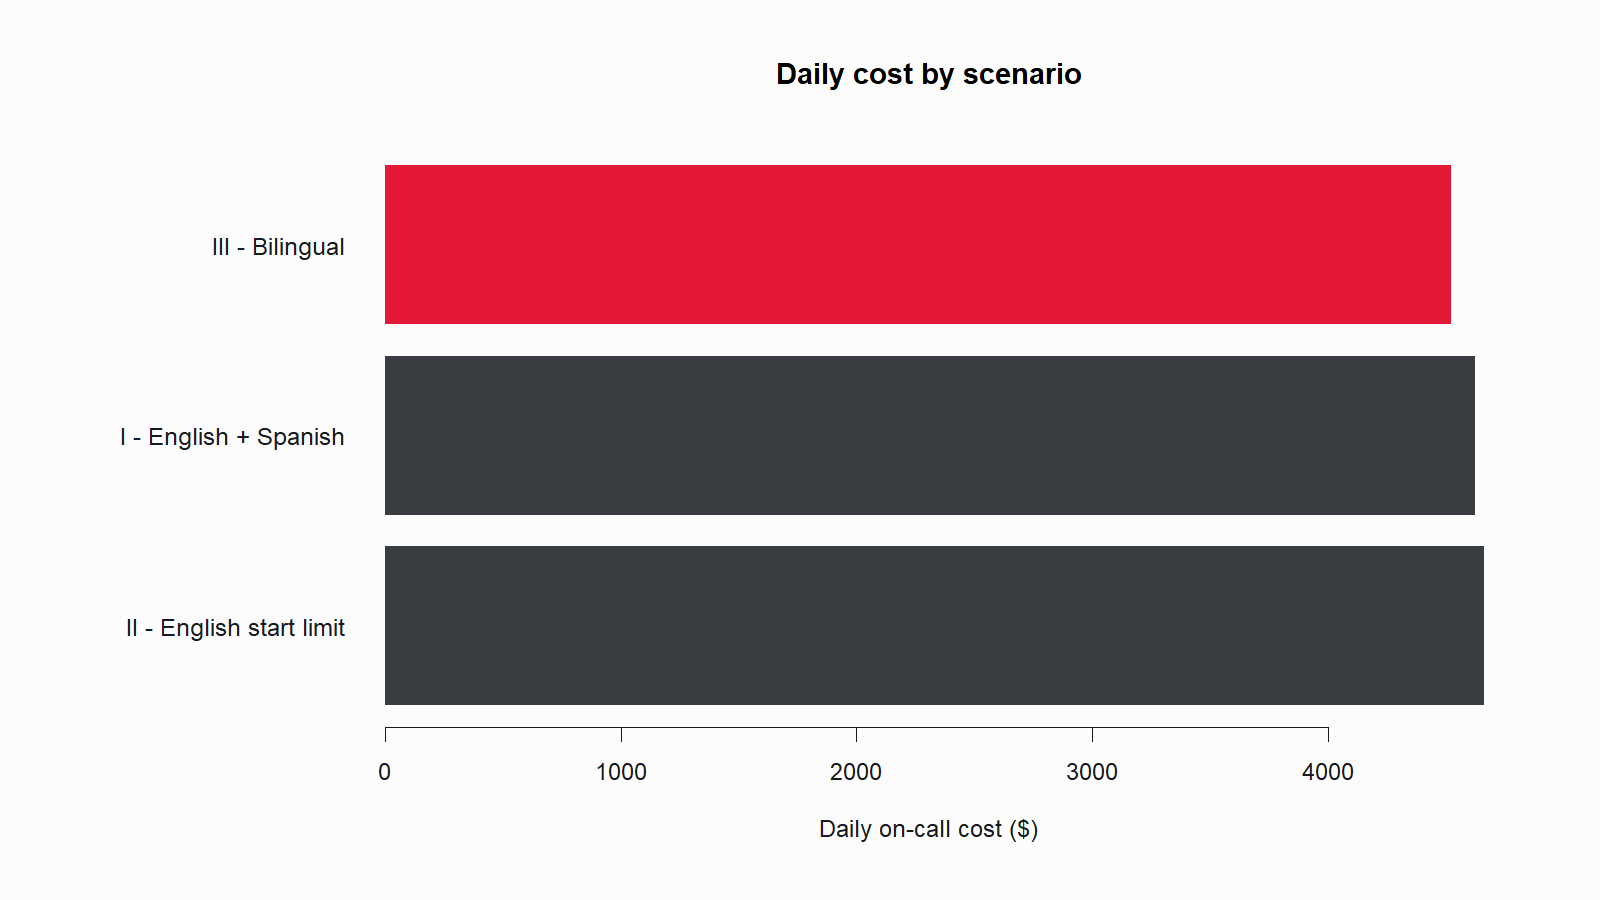 Daily cost by scenario
III - Bilingual
I - English + Spanish
II - English start limit
0 1000 2000 3000 4000
Daily on-call cost ($)